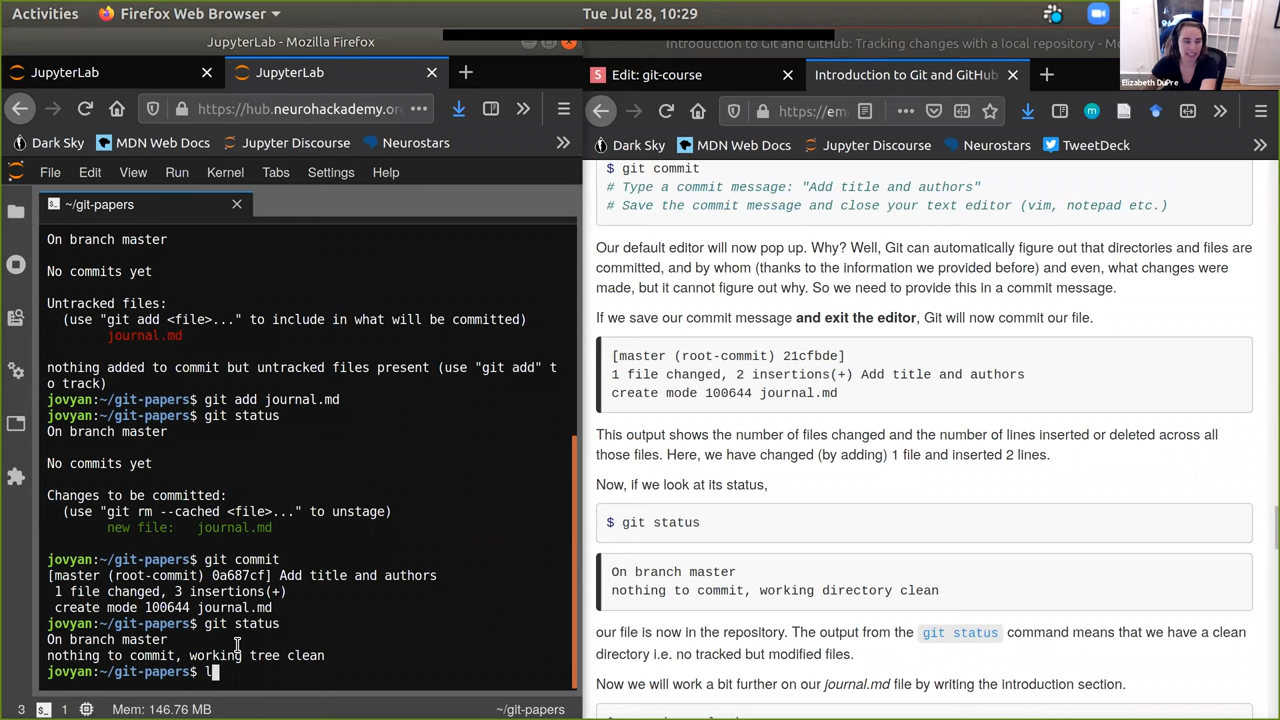 Activities Firefox Web Browser Tue Jul 28, 10:29
JupyterLab - Mozilla Firefox
Introduction to Git and GitHub: Tracking changes with a local repository - Mo
Elizabeth DuPre
JupyterLab JupyterLab
https://hub.neurohackademy.or
Dark Sky MDN Web Docs Jupyter Discourse Neurostars
File Edit View Run Kernel Tabs Settings Help
~/git-papers
On branch master
No commits yet
Untracked files:
(use "git add <file>..." to include in what will be committed)
journal.md
nothing added to commit but untracked files present (use "git add" t
o track)
jovyan:~/git-papers$ git add journal.md
jovyan:~/git-papers$ git status
On branch master
No commits yet
Changes to be committed:
(use "git rm --cached <file>..." to unstage)
new file: journal.md
jovyan:~/git-papers$ git commit
[master (root-commit) 0a687cf] Add title and authors
1 file changed, 3 insertions(+)
create mode 100644 journal.md
jovyan:~/git-papers$ git status
On branch master
nothing to commit, working tree clean
jovyan:~/git-papers$ l
3 $_ 1 Mem: 146.76 MB ~/git-papers
Edit: git-course Introduction to Git and GitHub
https://em
Dark Sky MDN Web Docs Jupyter Discourse Neurostars TweetDeck
$ git commit
# Type a commit message: "Add title and authors"
# Save the commit message and close your text editor (vim, notepad etc.)
Our default editor will now pop up. Why? Well, Git can automatically figure out that directories and files are
committed, and by whom (thanks to the information we provided before) and even, what changes were
made, but it cannot figure out why. So we need to provide this in a commit message.
If we save our commit message and exit the editor, Git will now commit our file.
[master (root-commit) 21cfbde]
1 file changed, 2 insertions(+) Add title and authors
create mode 100644 journal.md
This output shows the number of files changed and the number of lines inserted or deleted across all
those files. Here, we have changed (by adding) 1 file and inserted 2 lines.
Now, if we look at its status,
$ git status
On branch master
nothing to commit, working directory clean
our file is now in the repository. The output from the git status command means that we have a clean
directory i.e. no tracked but modified files.
Now we will work a bit further on our journal.md file by writing the introduction section.